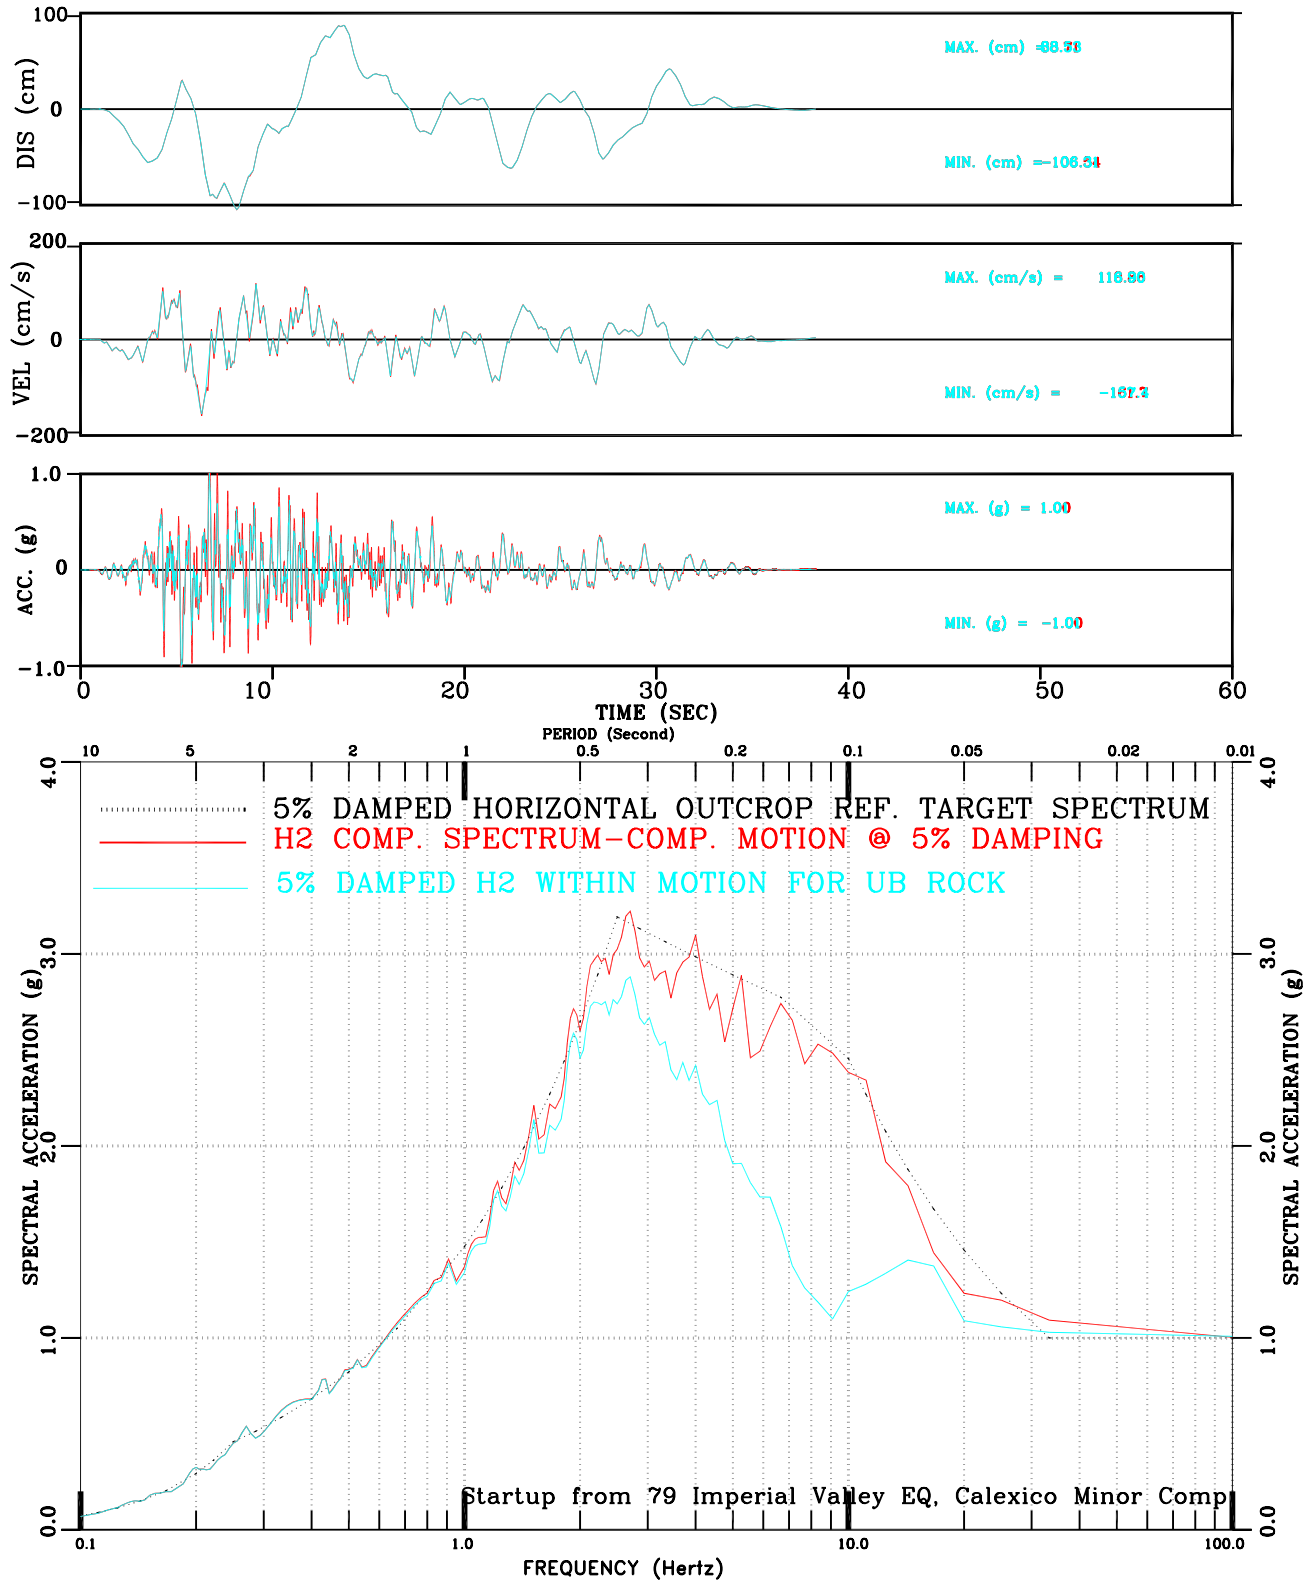 100
0
-100
DIS (cm)
MAX. (cm) =
MIN. (cm) =-106.
200
0
-200
VEL (cm/s)
MAX. (cm/s) = 118.
MIN. (cm/s) =
1.0
0
-1.0
ACC. (g)
MAX. (g) = 1.00
MIN. (g) = -1.00
0 10 20 30 40 50 60
TIME (SEC)
PERIOD (Second)
10 5 2 1 0.5 0.2 0.1 0.05 0.02 0.01
5% DAMPED HORIZONTAL OUTCROP REF. TARGET SPECTRUM
H2 COMP. SPECTRUM-COMP. MOTION @ 5% DAMPING
5% DAMPED H2 WITHIN MOTION FOR UB ROCK
4.0
3.0
2.0
1.0
0.0
SPECTRAL ACCELERATION (g)
4.0
3.0
2.0
1.0
0.0
SPECTRAL ACCELERATION (g)
Startup from 79 Imperial Valley EQ, Calexico Minor Comp
0.1 1.0 10.0 100.0
FREQUENCY (Hertz)